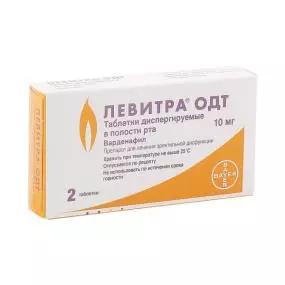 ЛЕВИТРА® ОДТ
Таблетки диспергируемые
в полости рта
10 мг
Варденафил
Препарат для лечения эректильной дисфункции
Хранить при температуре не выше 25°C
Отпускается по рецепту
Не использовать по истечении срока
годности
2 таблетки
BAYER